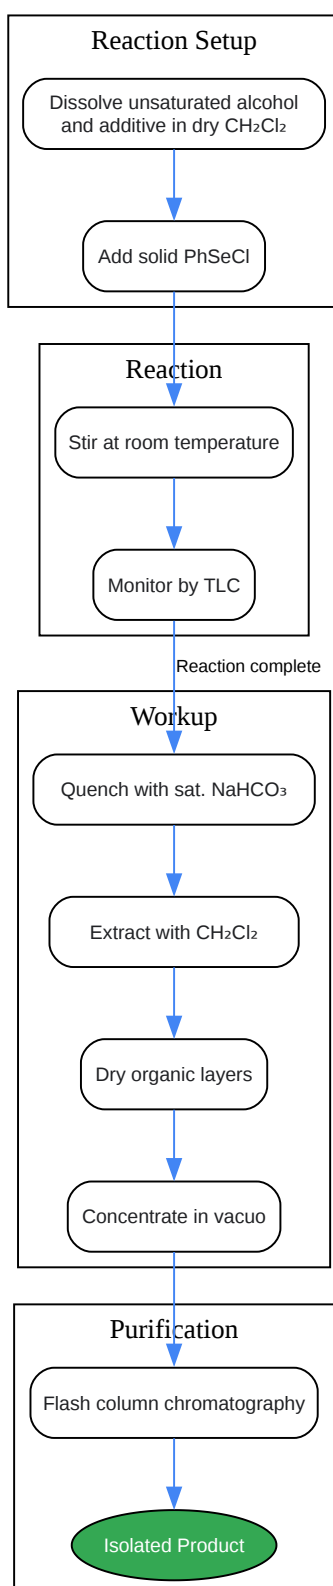 Reaction Setup
Dissolve unsaturated alcohol
and additive in dry CH₂Cl₂
Add solid PhSeCl
Reaction
Stir at room temperature
Monitor by TLC
Reaction complete
Workup
Quench with sat. NaHCO₃
Extract with CH₂Cl₂
Dry organic layers
Concentrate in vacuo
Purification
Flash column chromatography
Isolated Product